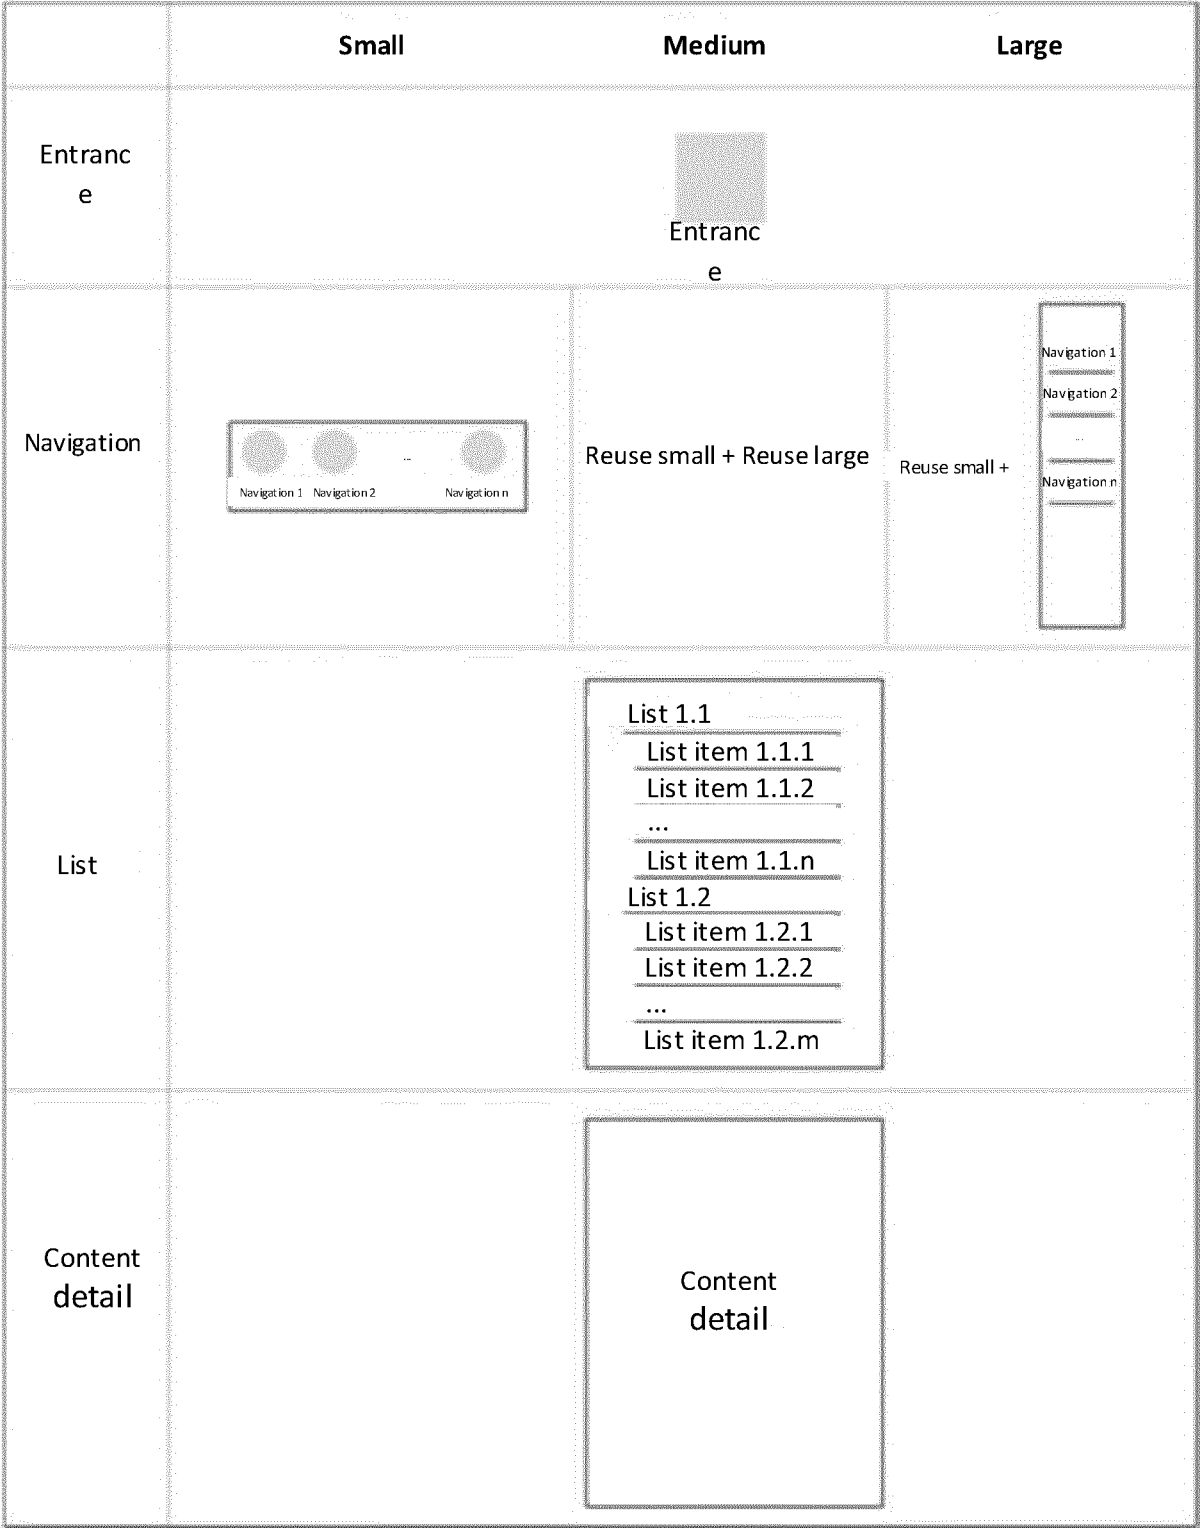 Small Medium Large
Entranc
e
Entranc
e
Navigation
Navigation 1 Navigation 2 ... Navigation n
Reuse small + Reuse large
Reuse small +
Navigation 1
Navigation 2
...
Navigation n
List
List 1.1
List item 1.1.1
List item 1.1.2
...
List item 1.1.n
List 1.2
List item 1.2.1
List item 1.2.2
...
List item 1.2.m
Content
detail
Content
detail